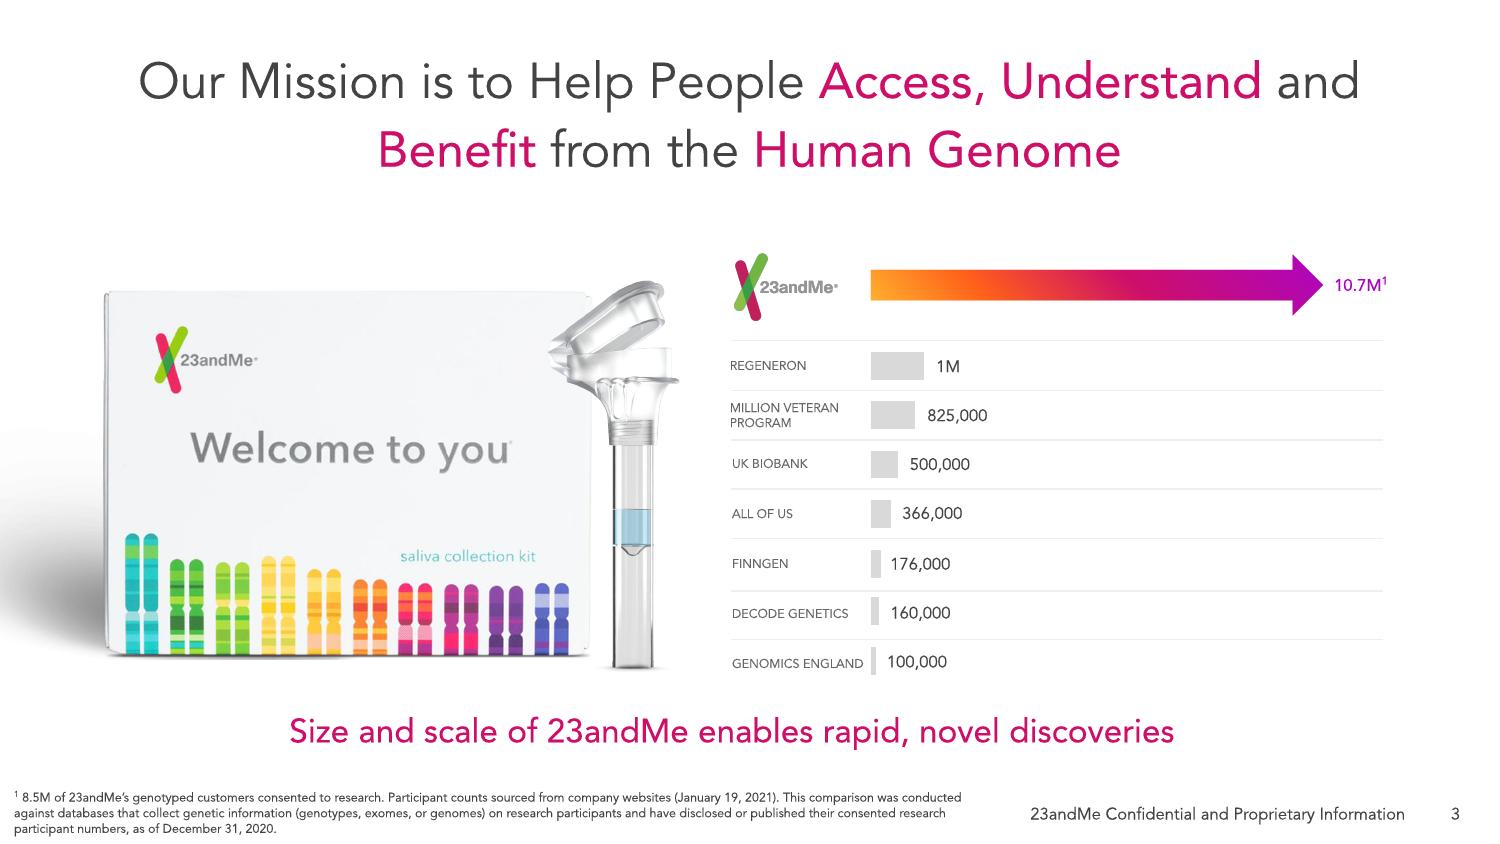 Our Mission is to Help People Access, Understand and
Benefit from the Human Genome
23andMe®
Welcome to you®
saliva collection kit
23andMe®
10.7M¹
REGENERON
1M
MILLION VETERAN
PROGRAM
825,000
UK BIOBANK
500,000
ALL OF US
366,000
FINNGEN
176,000
DECODE GENETICS
160,000
GENOMICS ENGLAND
100,000
Size and scale of 23andMe enables rapid, novel discoveries
¹ 8.5M of 23andMe’s genotyped customers consented to research. Participant counts sourced from company websites (January 19, 2021). This comparison was conducted
against databases that collect genetic information (genotypes, exomes, or genomes) on research participants and have disclosed or published their consented research
participant numbers, as of December 31, 2020.
23andMe Confidential and Proprietary Information
3